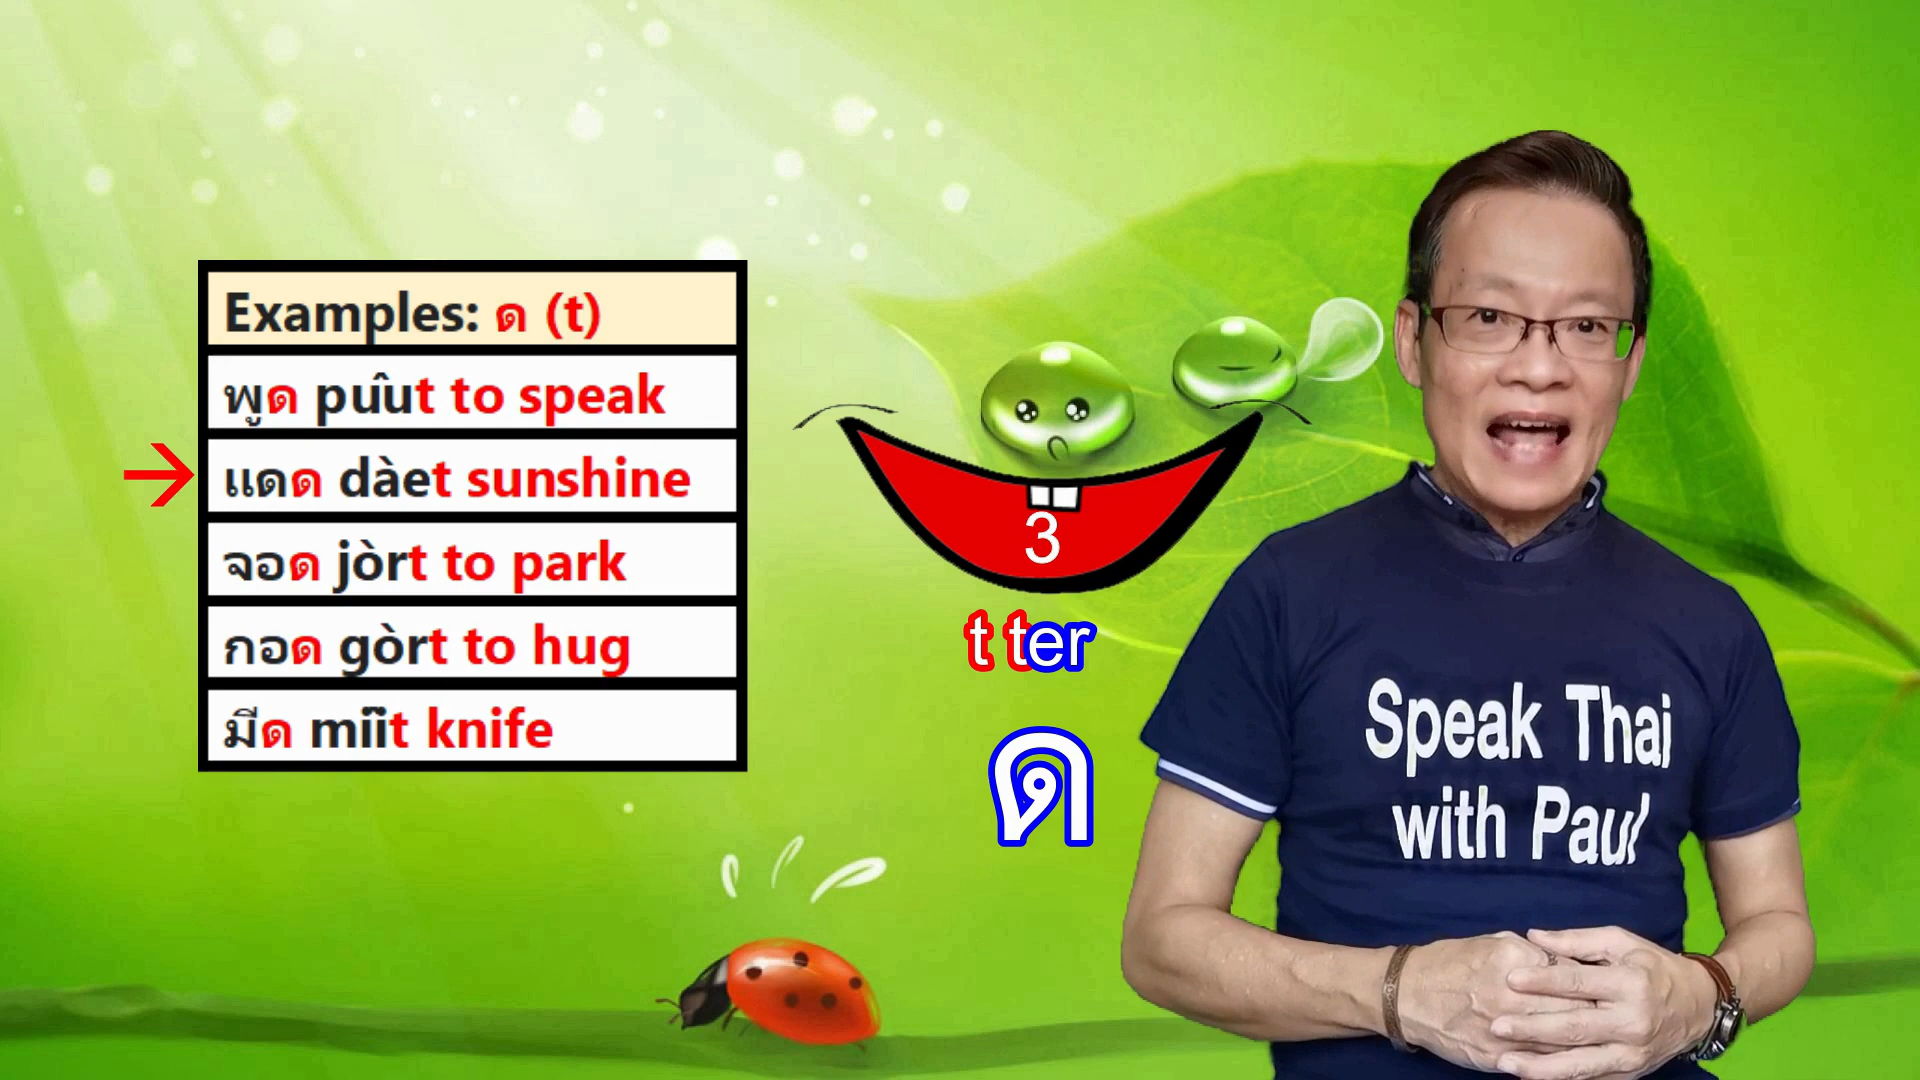 Examples: ด (t)
พูด puût to speak
แดด dàet sunshine
จอด jòrt to park
กอด gòrt to hug
มีด mîit knife
3
t ter
ด
Speak Thai
with Paul